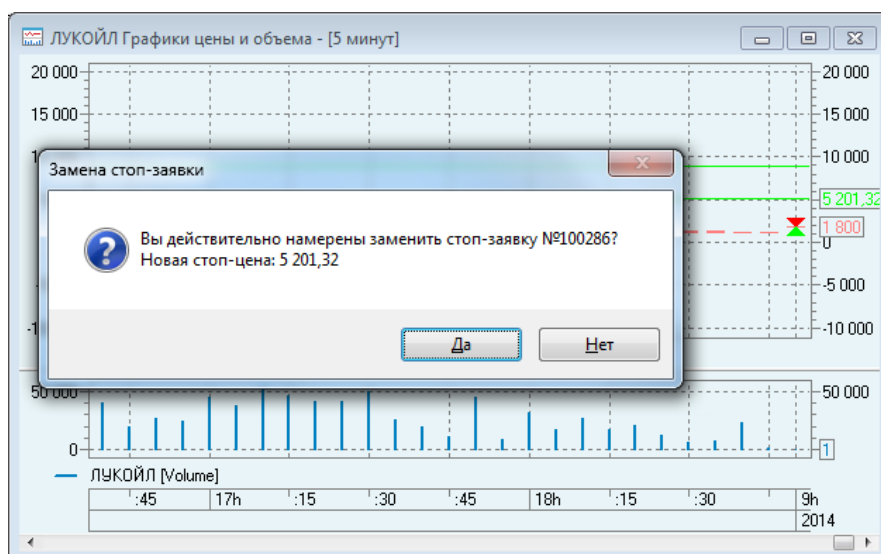 ЛУКОЙЛ Графики цены и объема - [5 минут]
20 000 20 000
15 000 15 000
10 000
Замена стоп-заявки
Вы действительно намерены заменить стоп-заявку №100286?
Новая стоп-цена: 5 201,32
5 201,32
1 800
0
-5 000
-10 000
Да Нет
50 000 50 000
0 1
ЛУКОЙЛ [Volume]
:45 17h :15 :30 :45 18h :15 :30 9h
2014